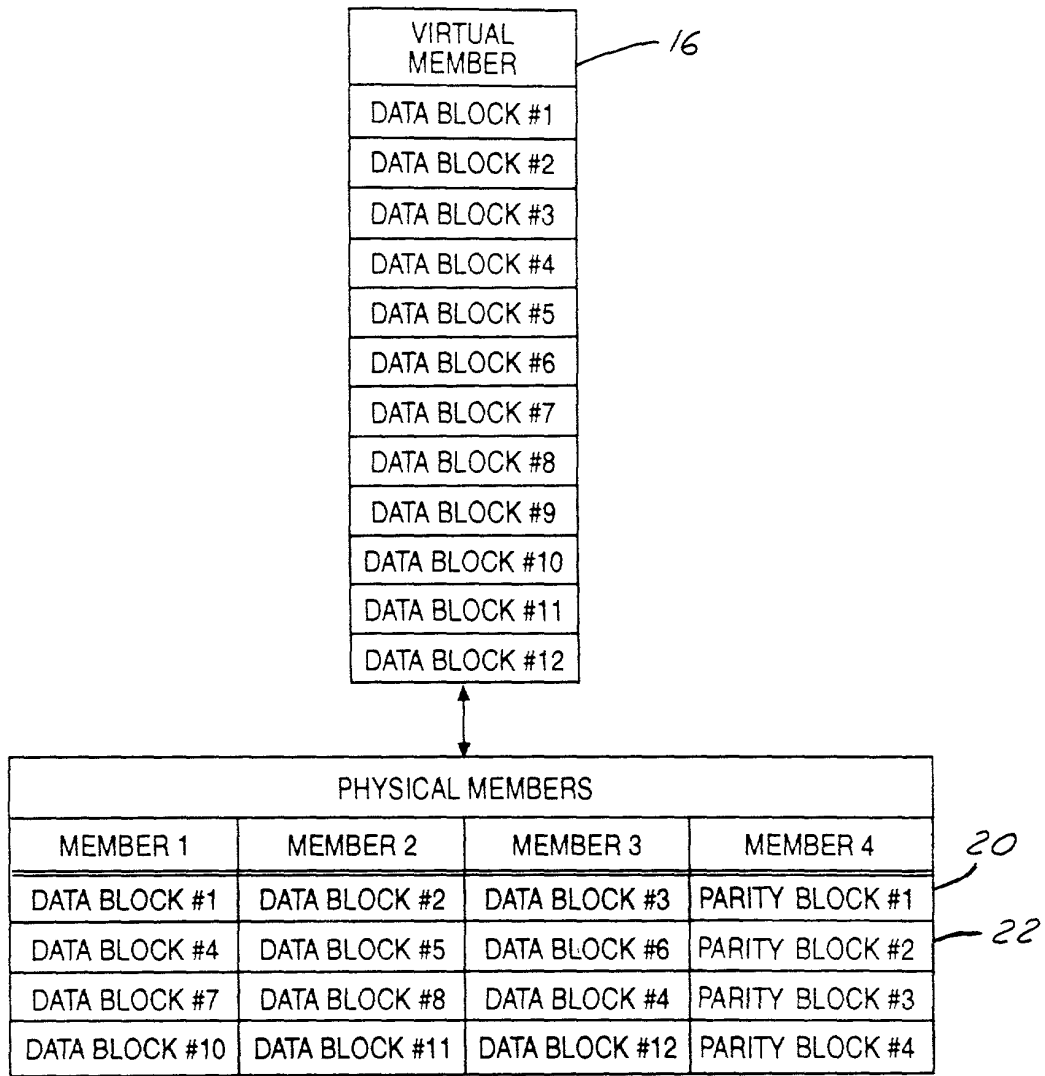 VIRTUAL
MEMBER
16
DATA BLOCK #1
DATA BLOCK #2
DATA BLOCK #3
DATA BLOCK #4
DATA BLOCK #5
DATA BLOCK #6
DATA BLOCK #7
DATA BLOCK #8
DATA BLOCK #9
DATA BLOCK #10
DATA BLOCK #11
DATA BLOCK #12
PHYSICAL MEMBERS
MEMBER 1 MEMBER 2 MEMBER 3 MEMBER 4
20
DATA BLOCK #1 DATA BLOCK #2 DATA BLOCK #3 PARITY BLOCK #1
DATA BLOCK #4 DATA BLOCK #5 DATA BLOCK #6 PARITY BLOCK #2
22
DATA BLOCK #7 DATA BLOCK #8 DATA BLOCK #4 PARITY BLOCK #3
DATA BLOCK #10 DATA BLOCK #11 DATA BLOCK #12 PARITY BLOCK #4